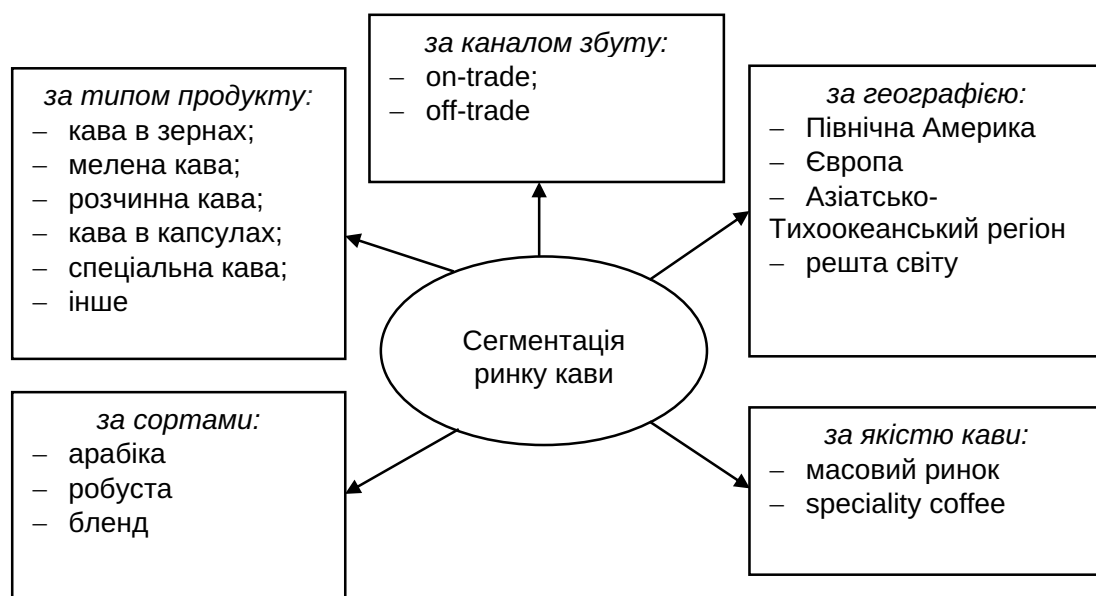 за типом продукту:
– кава в зернах;
– мелена кава;
– розчинна кава;
– кава в капсулах;
– спеціальна кава;
– інше
за каналом збуту:
– on-trade;
– off-trade
за географією:
– Північна Америка
– Європа
– Азіатсько-
Тихоокеанський регіон
– решта світу
Сегментація
ринку кави
за сортами:
– арабіка
– робуста
– бленд
за якістю кави:
– масовий ринок
– speciality coffee